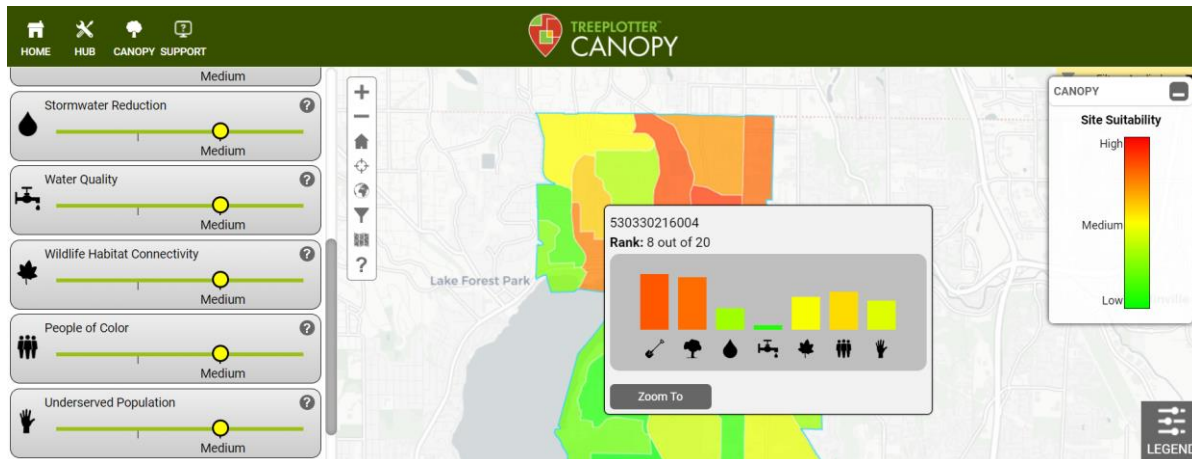 HOME
HUB
CANOPY
SUPPORT
TREEPLOTTER™
CANOPY
Medium
Stormwater Reduction
?
Medium
Water Quality
?
Medium
Wildlife Habitat Connectivity
?
Medium
People of Color
?
Medium
Underserved Population
?
Medium
+
−
?
Lake Forest Park
530330216004
Rank: 8 out of 20
Zoom To
CANOPY
Site Suitability
High
Medium
Low
LEGEND